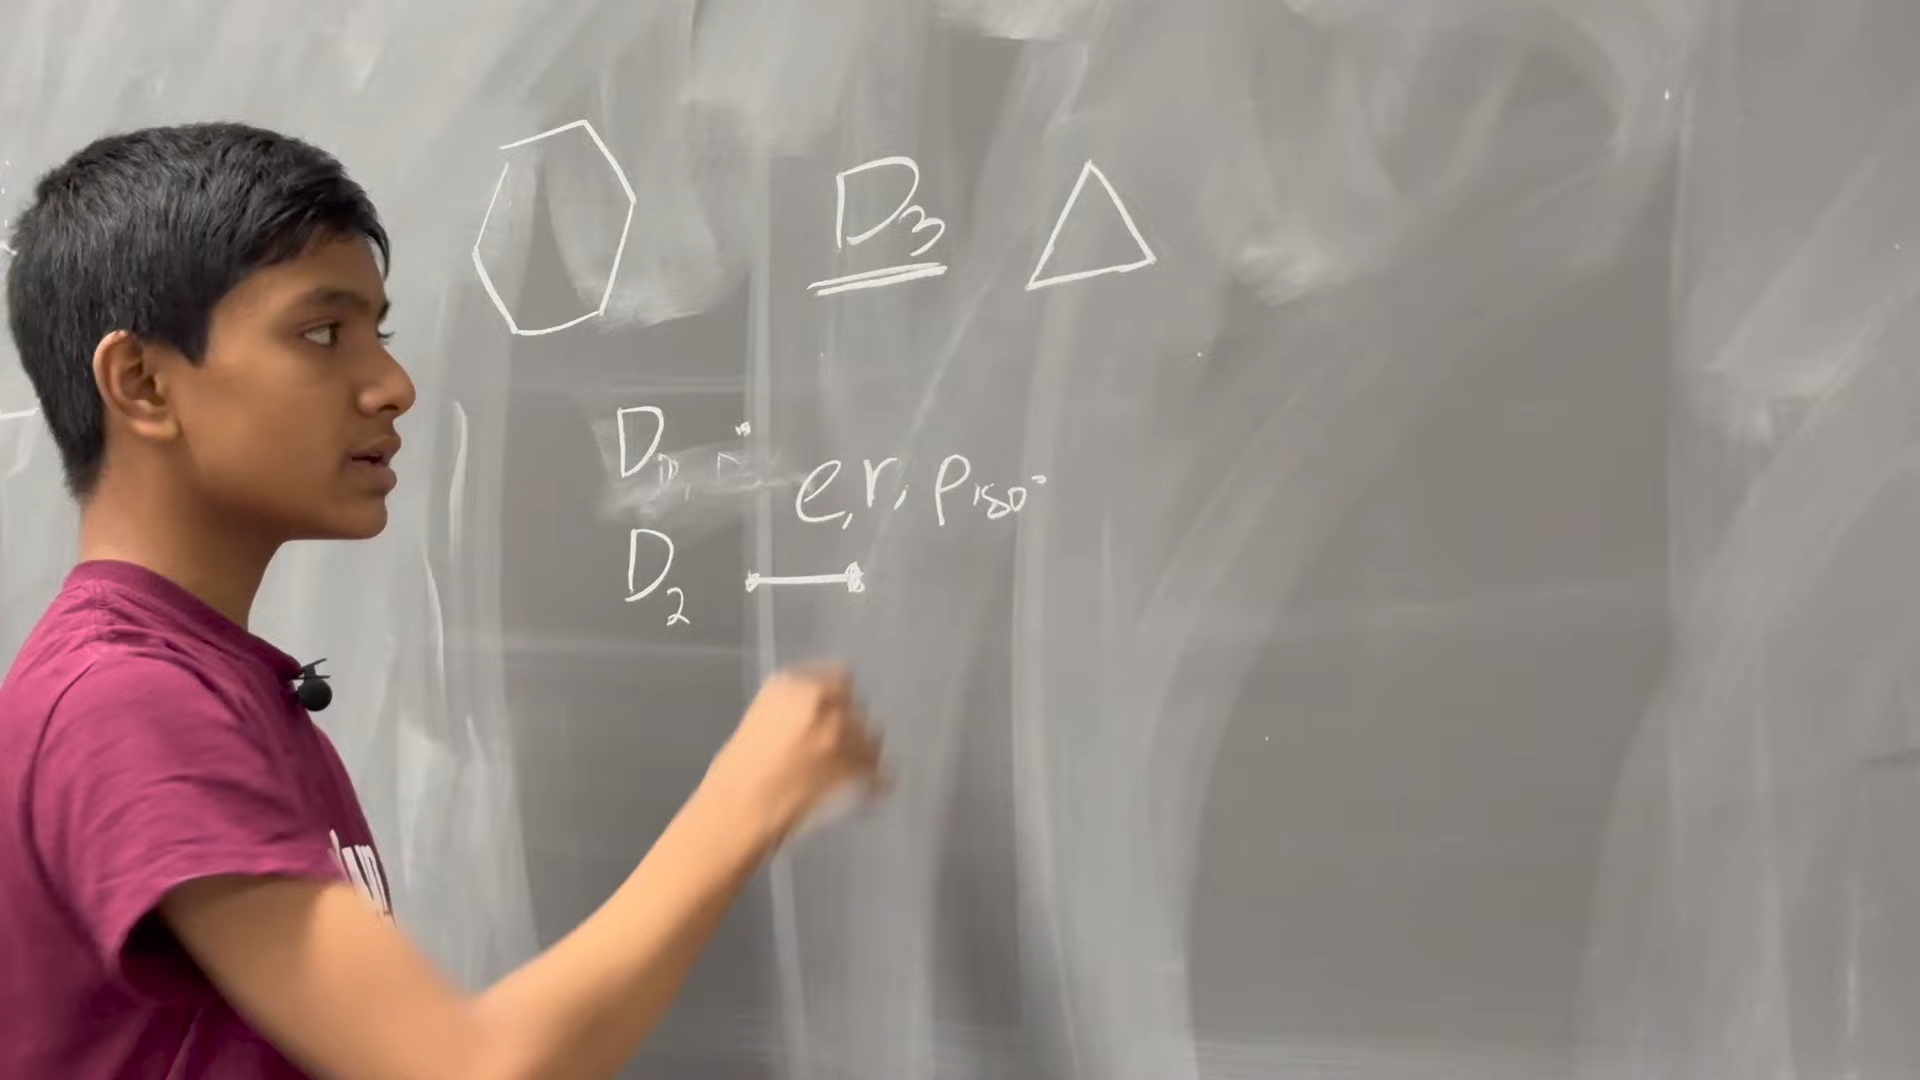 D₃
D
e, r, ρ₁₈₀°
D₂